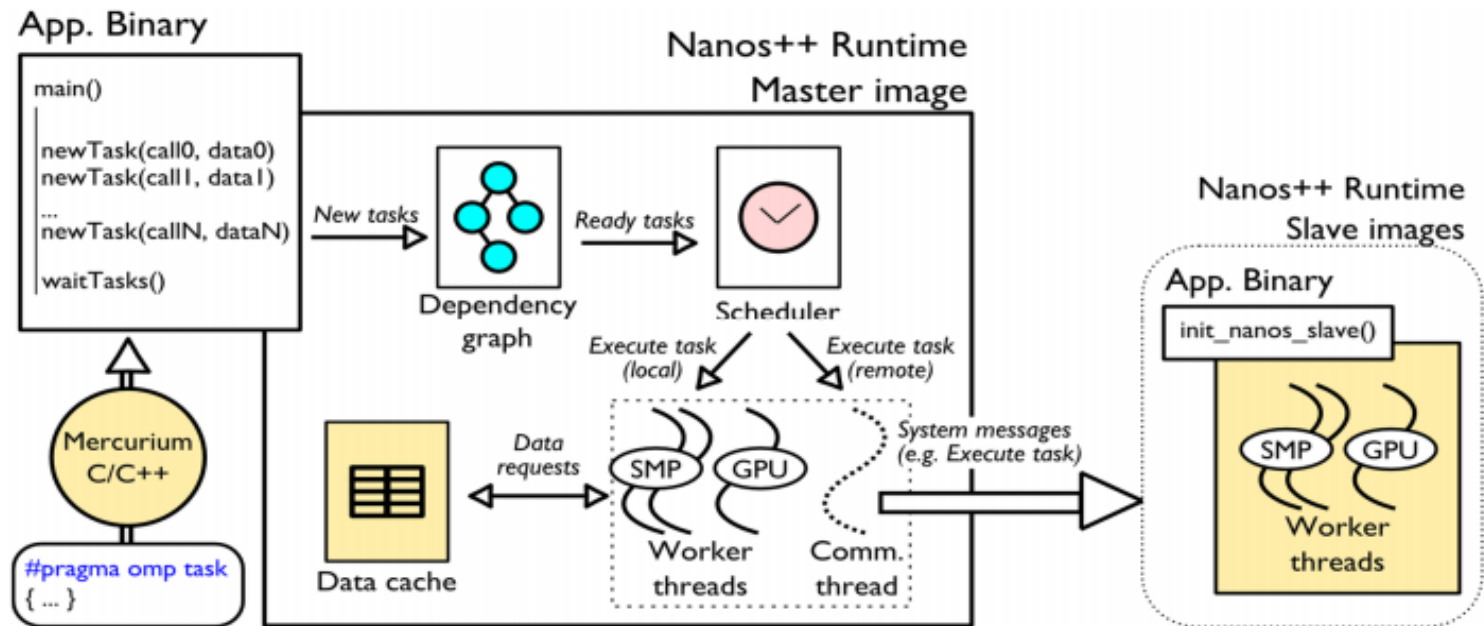 App. Binary
main()
newTask(call0, data0)
newTask(call1, data1)
...
newTask(callN, dataN)
waitTasks()
Mercurium
C/C++
#pragma omp task
{ ... }
Nanos++ Runtime
Master image
New tasks
Dependency
graph
Ready tasks
Scheduler
Execute task
(local)
Execute task
(remote)
Data cache
Data
requests
SMP
GPU
Worker
threads
Comm.
thread
System messages
(e.g. Execute task)
Nanos++ Runtime
Slave images
App. Binary
init_nanos_slave()
SMP
GPU
Worker
threads